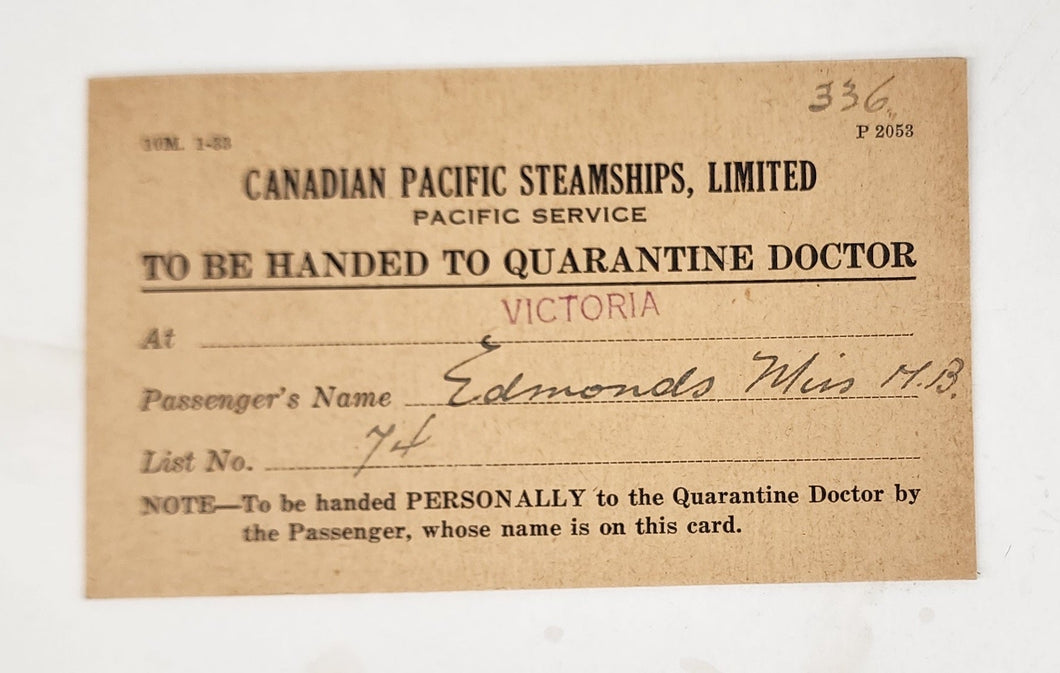 336
10M. 1-33
P 2053
CANADIAN PACIFIC STEAMSHIPS, LIMITED
PACIFIC SERVICE
TO BE HANDED TO QUARANTINE DOCTOR
VICTORIA
At
Passenger's Name Edmonds Miss H.B.
List No. 74
NOTE—To be handed PERSONALLY to the Quarantine Doctor by
the Passenger, whose name is on this card.